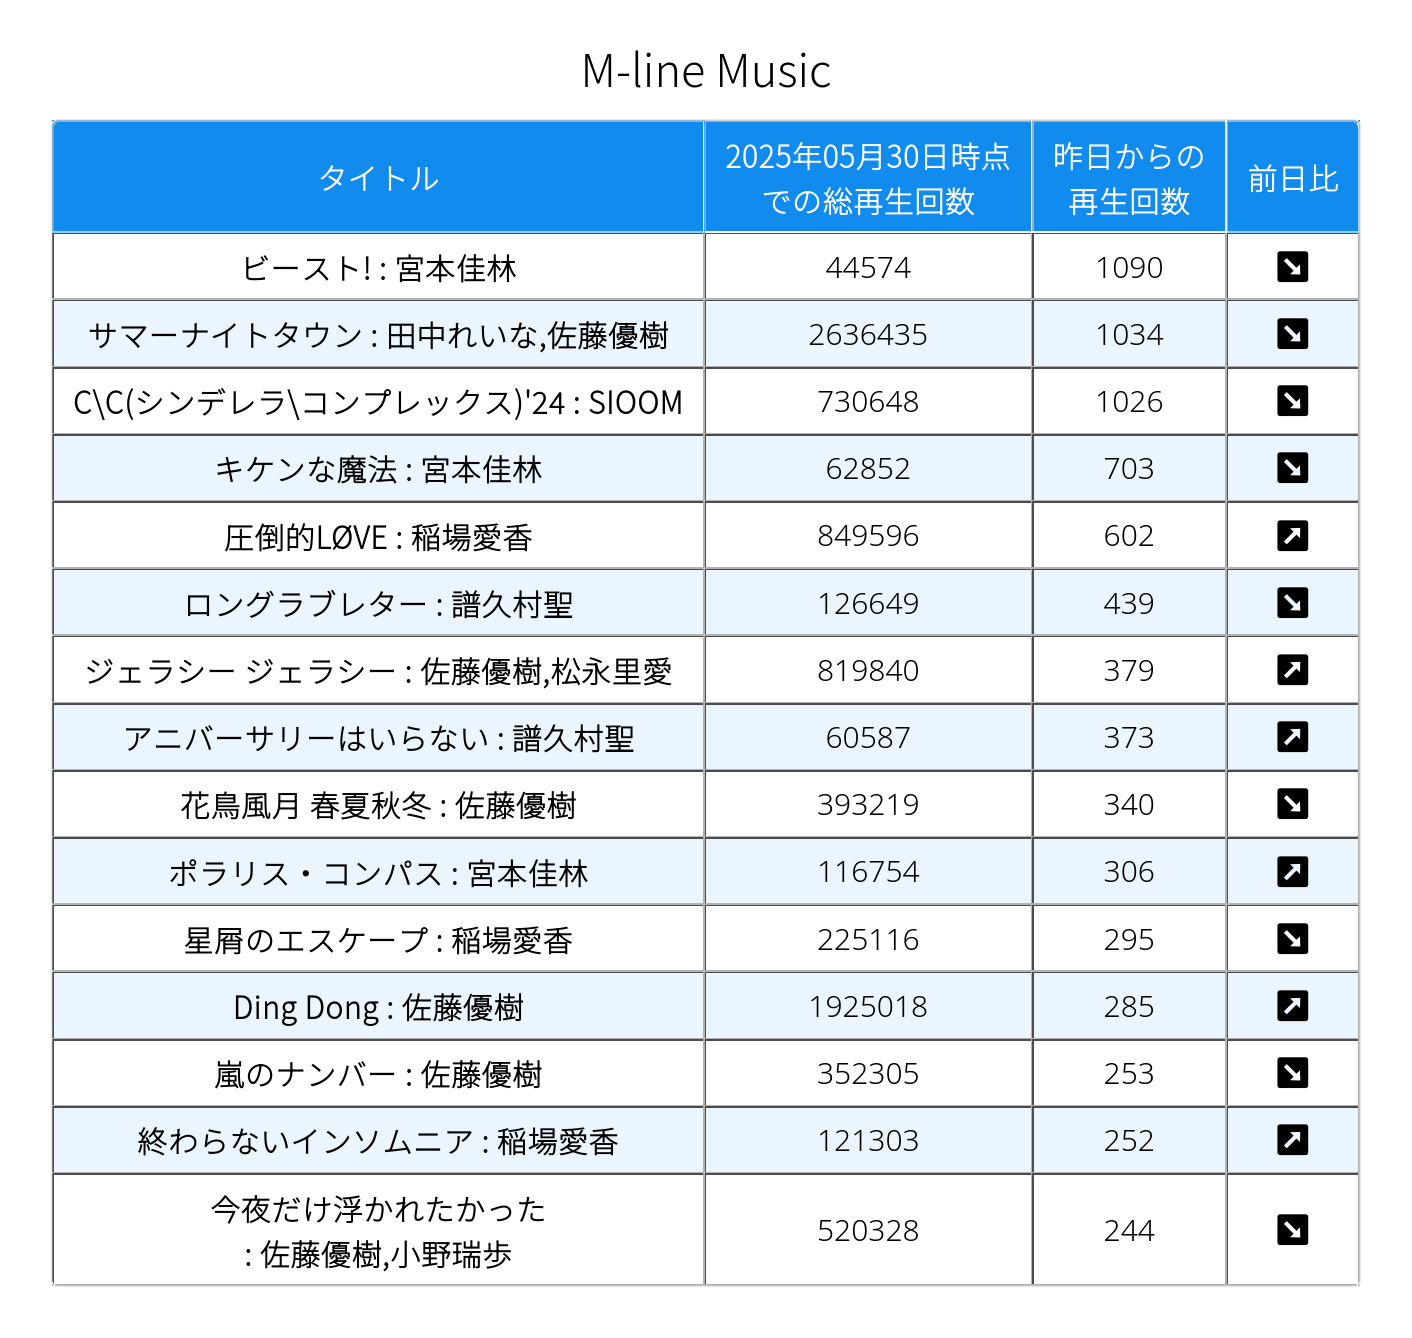 M-line Music
タイトル
2025年05月30日時点
での総再生回数
昨日からの
再生回数
前日比
ビースト! : 宮本佳林 44574 1090
サマーナイトタウン : 田中れいな,佐藤優樹 2636435 1034
C\C(シンデレラ\コンプレックス)'24 : SIOOM 730648 1026
キケンな魔法 : 宮本佳林 62852 703
圧倒的LØVE : 稲場愛香 849596 602
ロングラブレター : 譜久村聖 126649 439
ジェラシー ジェラシー : 佐藤優樹,松永里愛 819840 379
アニバーサリーはいらない : 譜久村聖 60587 373
花鳥風月 春夏秋冬 : 佐藤優樹 393219 340
ポラリス・コンパス : 宮本佳林 116754 306
星屑のエスケープ : 稲場愛香 225116 295
Ding Dong : 佐藤優樹 1925018 285
嵐のナンバー : 佐藤優樹 352305 253
終わらないインソムニア : 稲場愛香 121303 252
今夜だけ浮かれたかった
: 佐藤優樹,小野瑞歩 520328 244